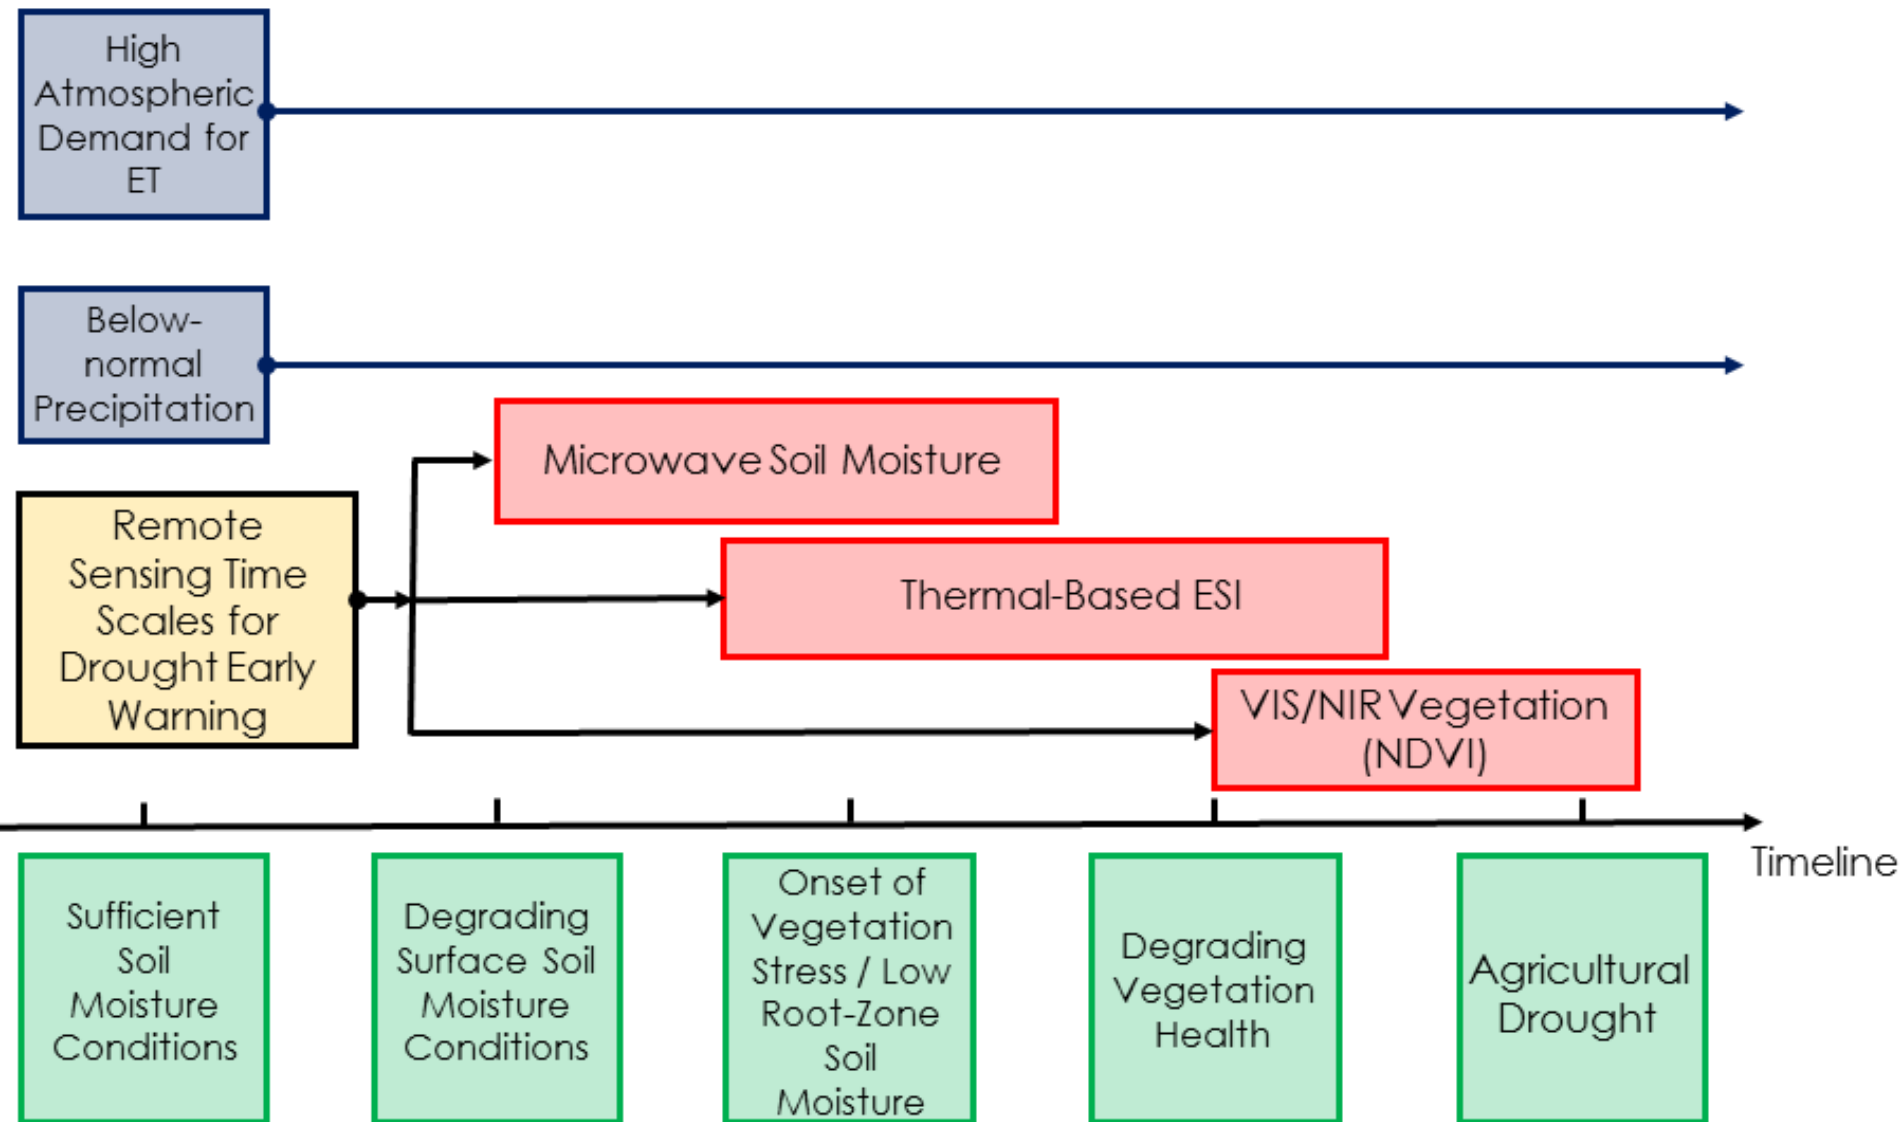 High
Atmospheric
Demand for
ET
Below-
normal
Precipitation
Microwave Soil Moisture
Remote
Sensing Time
Scales for
Drought Early
Warning
Thermal-Based ESI
VIS/NIR Vegetation
(NDVI)
Timeline
Sufficient
Soil
Moisture
Conditions
Degrading
Surface Soil
Moisture
Conditions
Onset of
Vegetation
Stress / Low
Root-Zone
Soil
Moisture
Degrading
Vegetation
Health
Agricultural
Drought